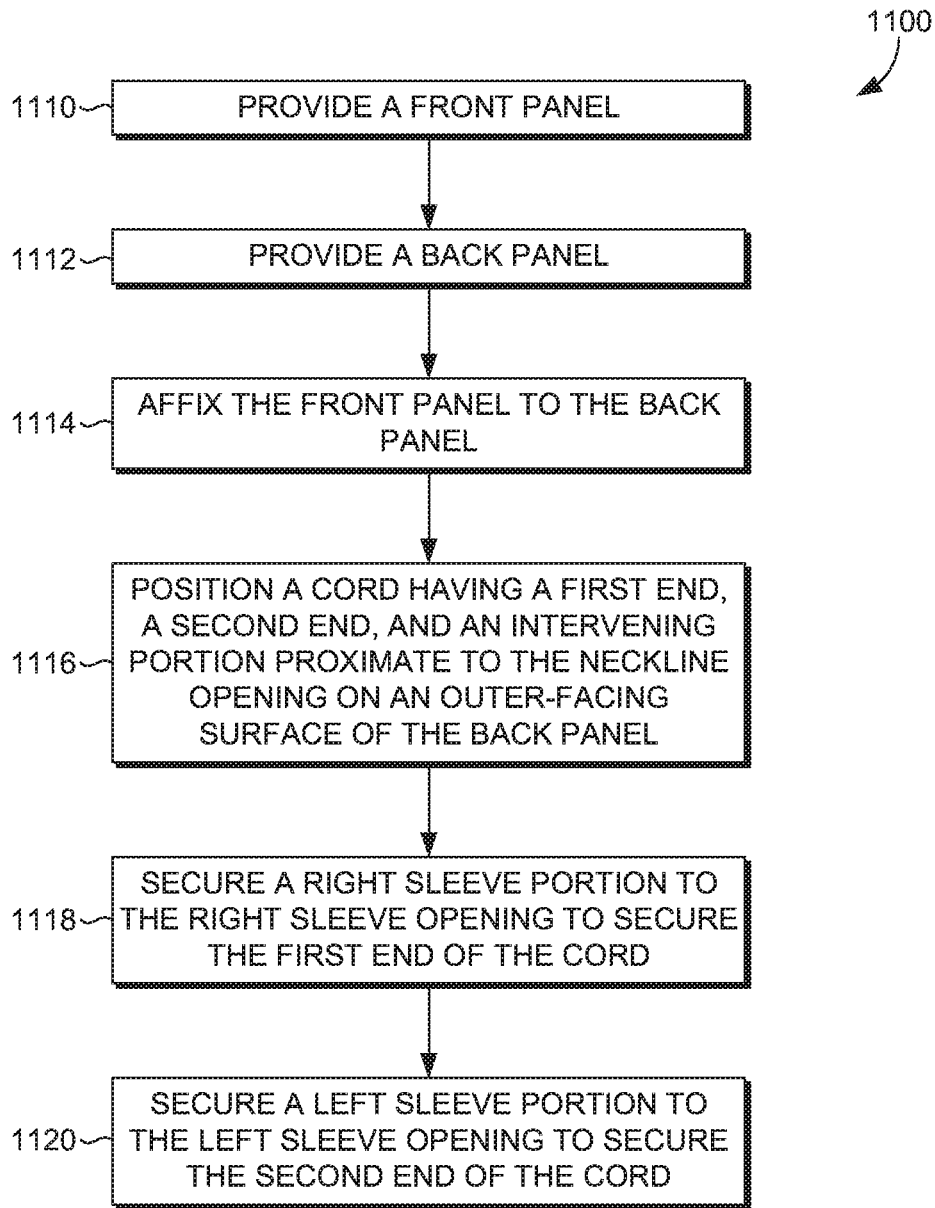 1100
1110
PROVIDE A FRONT PANEL
1112
PROVIDE A BACK PANEL
1114
AFFIX THE FRONT PANEL TO THE BACK
PANEL
1116
POSITION A CORD HAVING A FIRST END,
A SECOND END, AND AN INTERVENING
PORTION PROXIMATE TO THE NECKLINE
OPENING ON AN OUTER-FACING
SURFACE OF THE BACK PANEL
1118
SECURE A RIGHT SLEEVE PORTION TO
THE RIGHT SLEEVE OPENING TO SECURE
THE FIRST END OF THE CORD
1120
SECURE A LEFT SLEEVE PORTION TO
THE LEFT SLEEVE OPENING TO SECURE
THE SECOND END OF THE CORD